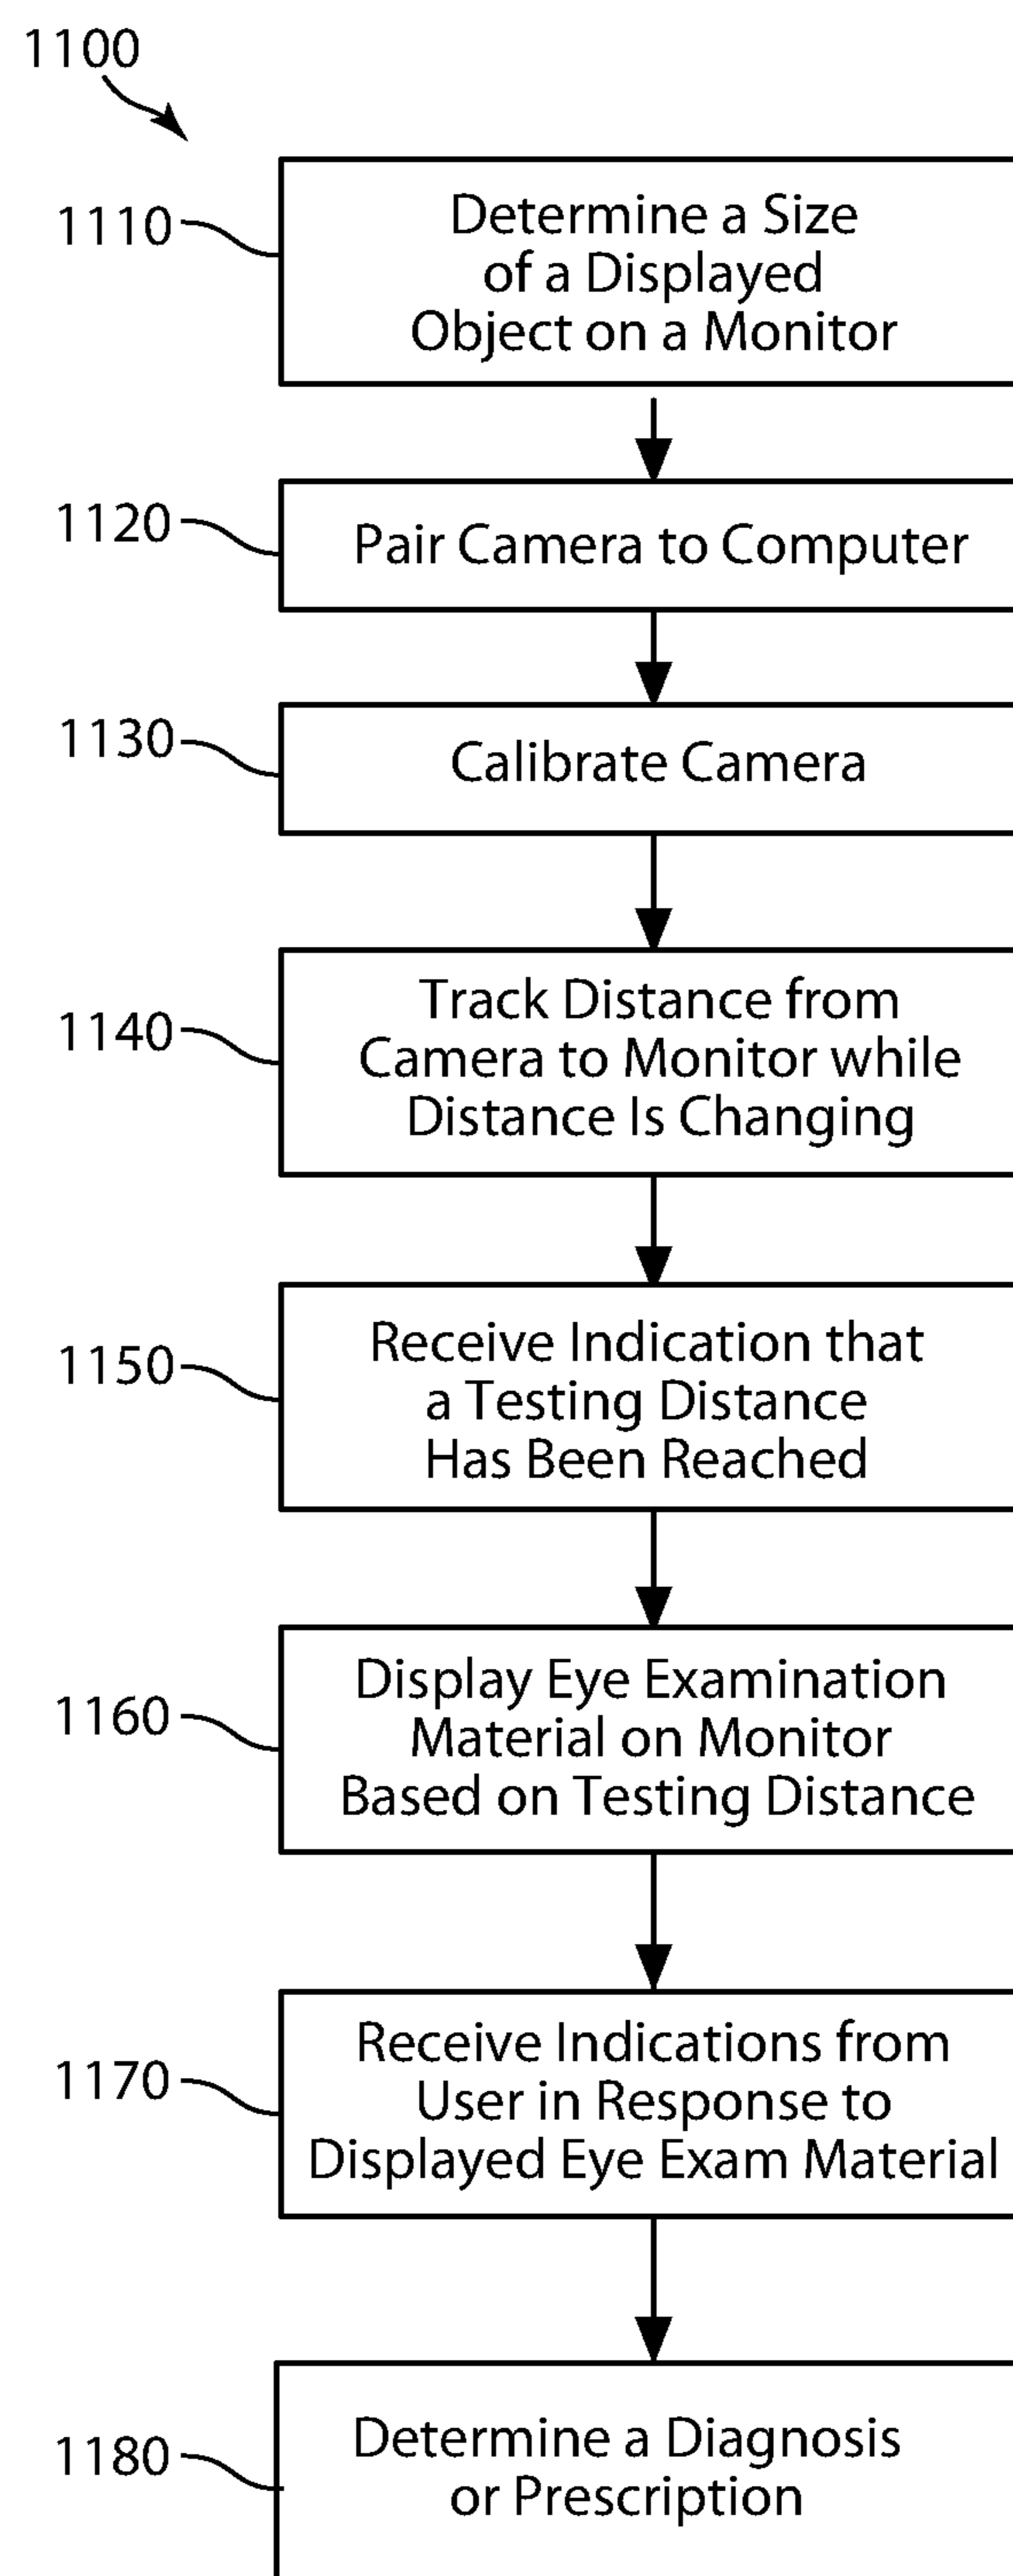 1100
1110
Determine a Size
of a Displayed
Object on a Monitor
1120
Pair Camera to Computer
1130
Calibrate Camera
1140
Track Distance from
Camera to Monitor while
Distance Is Changing
1150
Receive Indication that
a Testing Distance
Has Been Reached
1160
Display Eye Examination
Material on Monitor
Based on Testing Distance
1170
Receive Indications from
User in Response to
Displayed Eye Exam Material
1180
Determine a Diagnosis
or Prescription